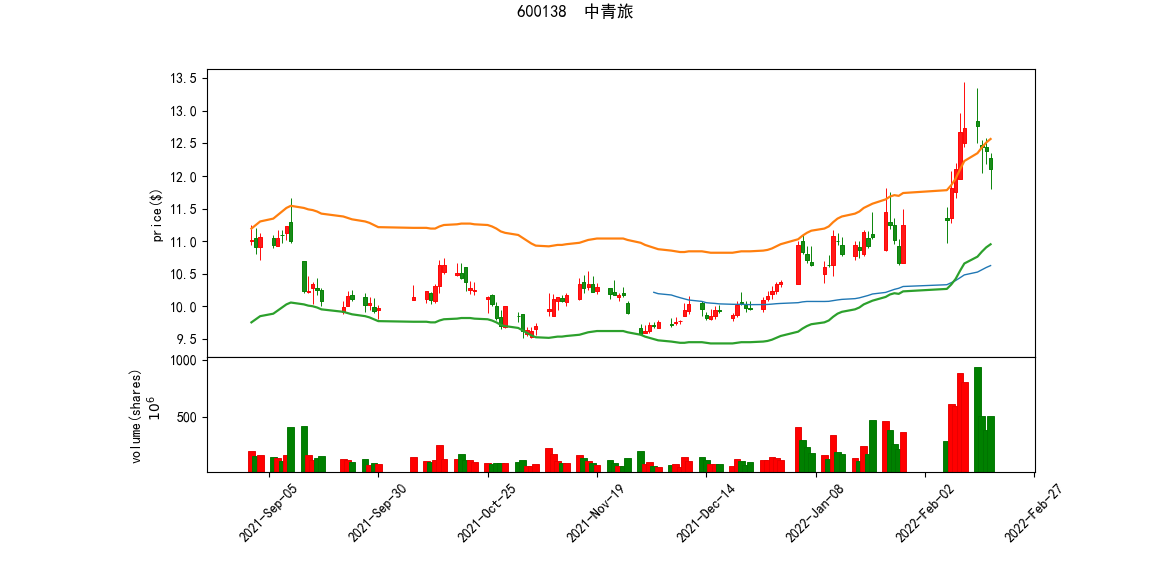 600138 中青旅
13.5
13.0
12.5
12.0
11.5
11.0
10.5
10.0
9.5
price($)
1000
500
volume(shares)
10^6
2021-Sep-05
2021-Sep-30
2021-Oct-25
2021-Nov-19
2021-Dec-14
2022-Jan-08
2022-Feb-02
2022-Feb-27